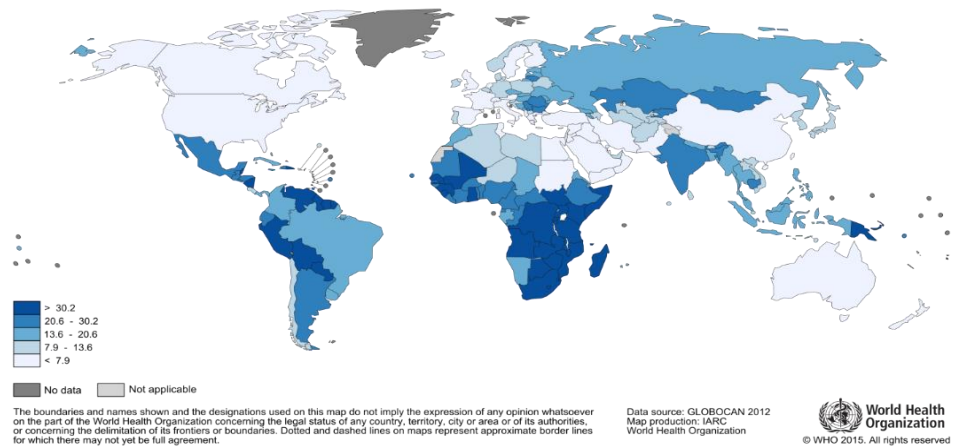 > 30.2
20.6 - 30.2
13.6 - 20.6
7.9 - 13.6
< 7.9
No data
Not applicable
The boundaries and names shown and the designations used on this map do not imply the expression of any opinion whatsoever
on the part of the World Health Organization concerning the legal status of any country, territory, city or area or of its authorities,
or concerning the delimitation of its frontiers or boundaries. Dotted and dashed lines on maps represent approximate border lines
for which there may not yet be full agreement.
Data source: GLOBOCAN 2012
Map production: IARC
World Health Organization
World Health
Organization
© WHO 2015. All rights reserved